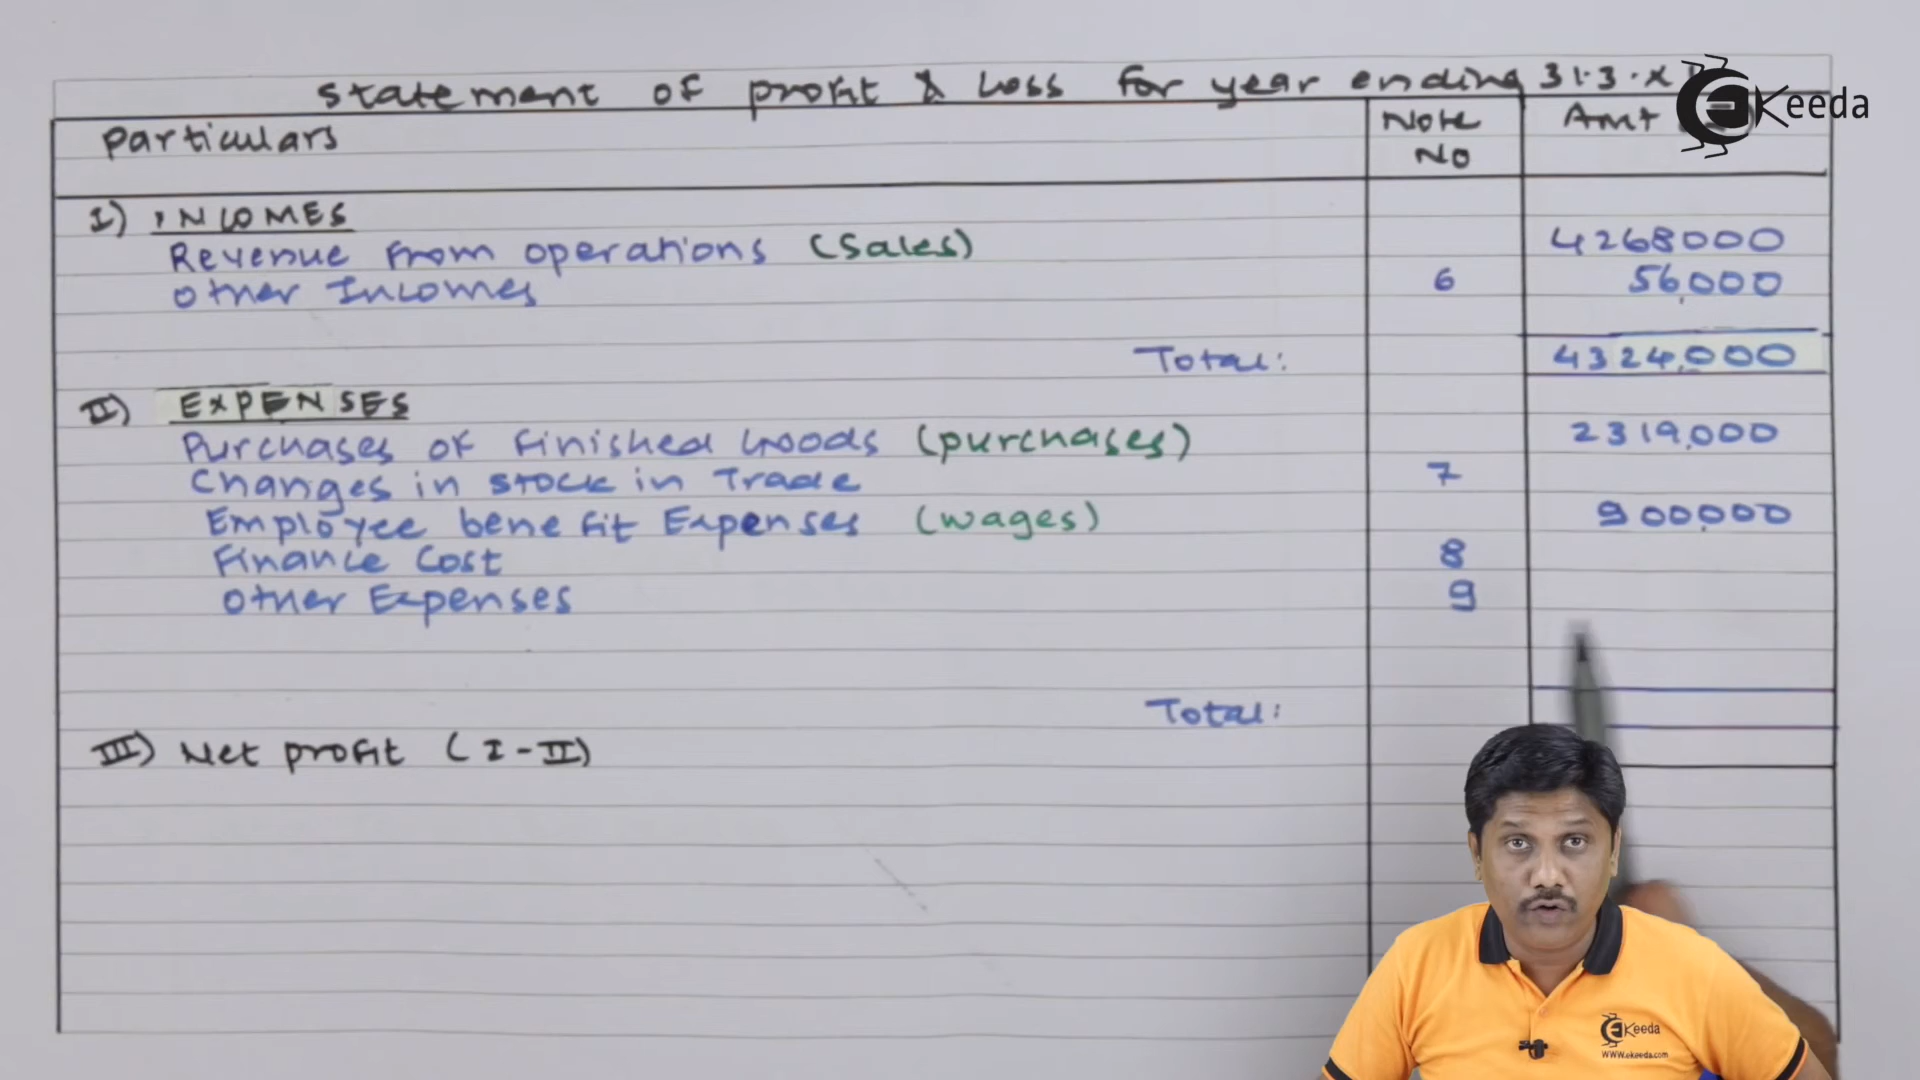 Statement of profit & Loss for year ending 31.3.x
Particulars
Note No
Amt
Ekeeda
I) INCOMES
Revenue from operations (Sales) 4268000
Other Incomes 6 56,000
Total: 4324,000
II) EXPENSES
Purchases of Finished Goods (purchases) 2319,000
Changes in stock in Trade 7
Employee benefit Expenses (wages) 900,000
Finance Cost 8
Other Expenses 9
Total:
III) Net profit (I-II)
Ekeeda
www.ekeeda.com